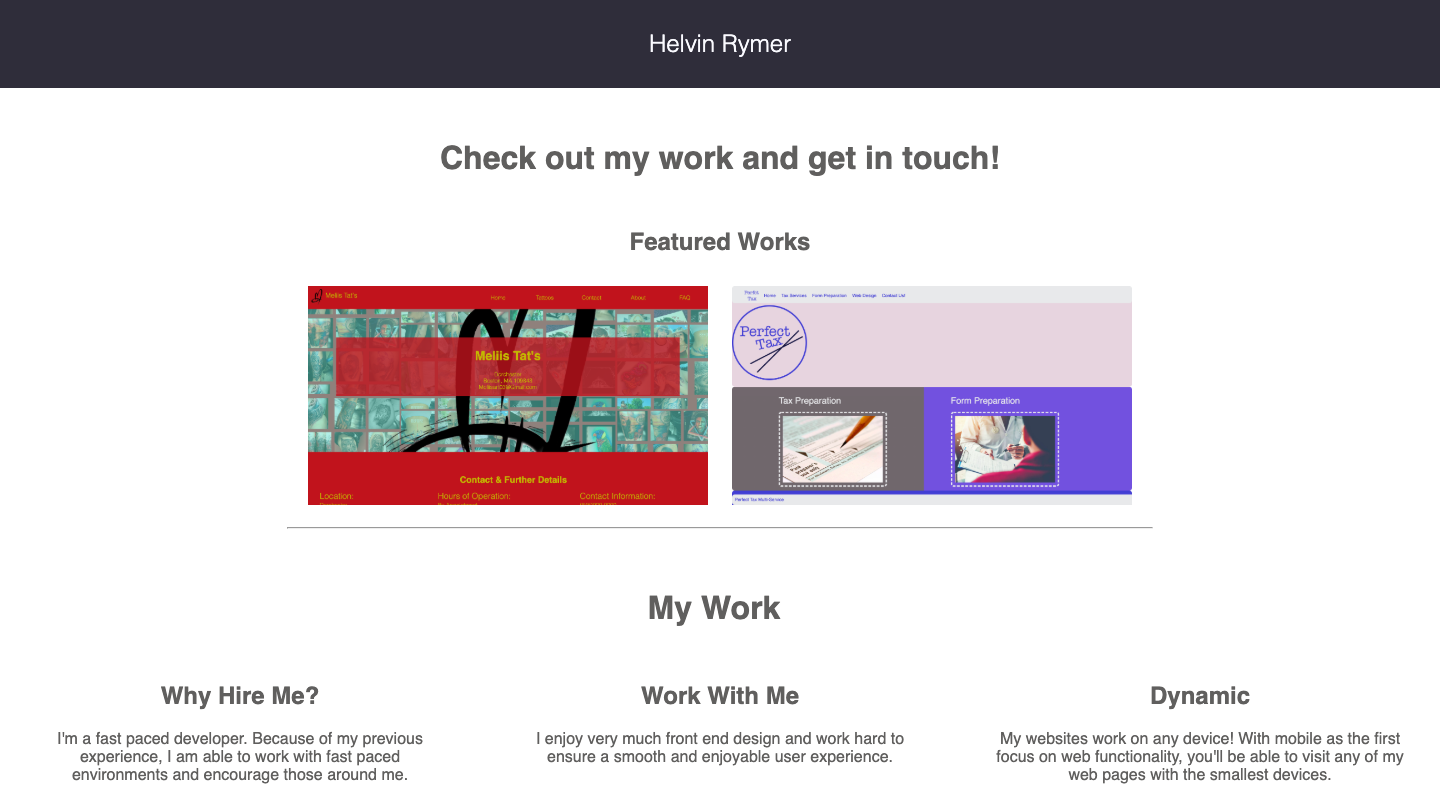 Helvin Rymer
Check out my work and get in touch!
Featured Works
Meliis Tat's
Home Tattoos Contact About FAQ
Meliis Tat's
Contact & Further Details
Location: Hours of Operation: Contact Information:
Perfect
Tax
Home Tax Services Form Preparation Web Design Contact List
Perfect
Tax
Tax Preparation Form Preparation
Perfect Tax Multi-Service
My Work
Why Hire Me?
I'm a fast paced developer. Because of my previous
experience, I am able to work with fast paced
environments and encourage those around me.
Work With Me
I enjoy very much front end design and work hard to
ensure a smooth and enjoyable user experience.
Dynamic
My websites work on any device! With mobile as the first
focus on web functionality, you'll be able to visit any of my
web pages with the smallest devices.